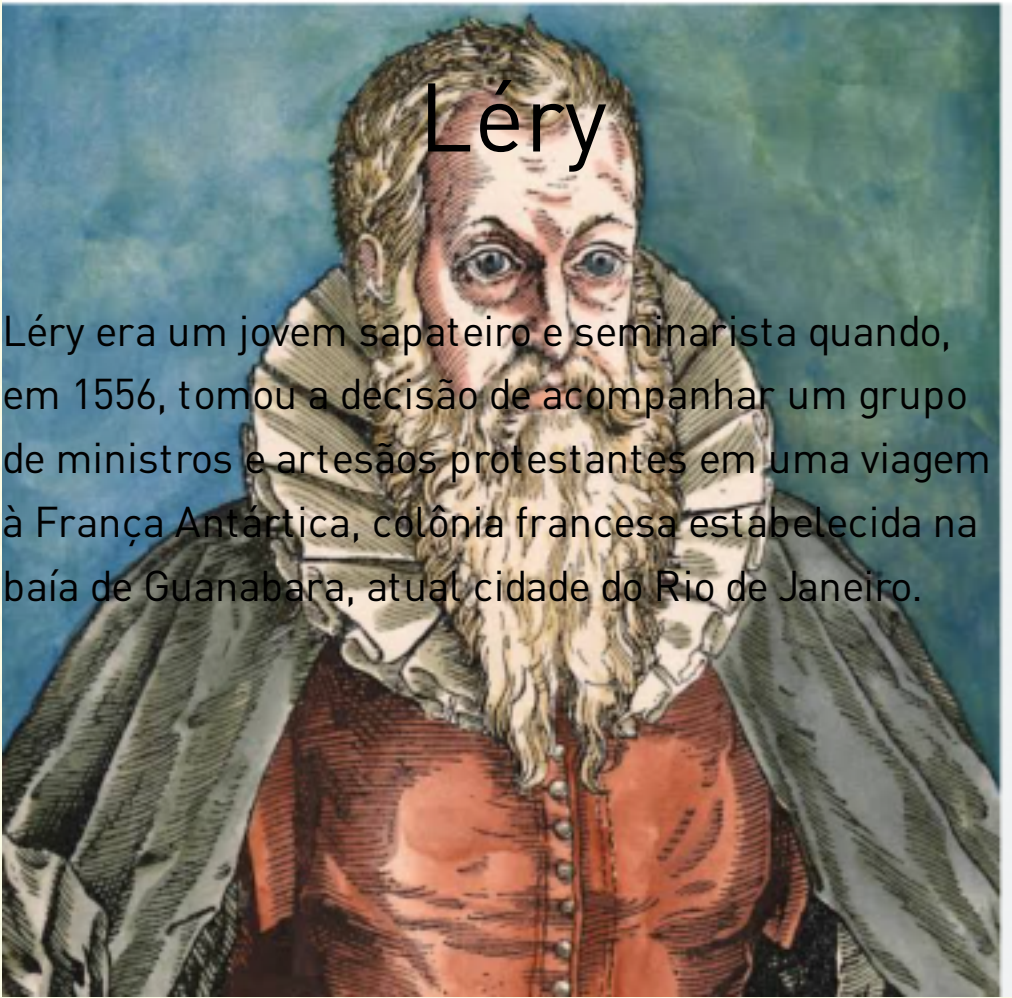 Léry
Léry era um jovem sapateiro e seminarista quando,
em 1556, tomou a decisão de acompanhar um grupo
de ministros e artesãos protestantes em uma viagem
à França Antártica, colônia francesa estabelecida na
baía de Guanabara, atual cidade do Rio de Janeiro.